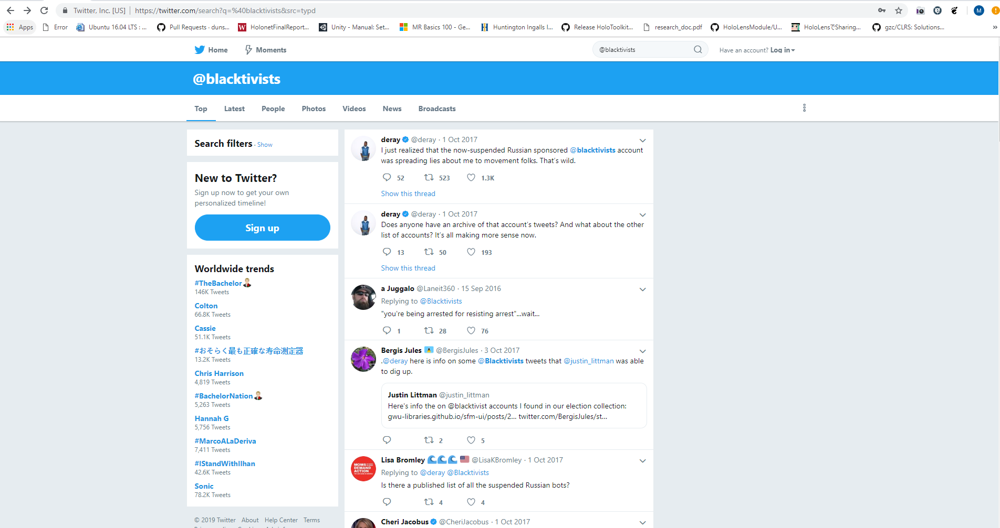 Twitter, Inc. [US] | https://twitter.com/search?q=%40blacktivists&src=typd
M
Apps Error Ubuntu 16.04 LTS : ... Pull Requests · duns... HolonetFinalReport... Unity - Manual: Set... MR Basics 100 - Ge... Huntington Ingalls I... Release HoloToolkit... research_doc.pdf HoloLensModule/U... HoloLensでSharing... gzc/CLRS: Solutions... »
Home Moments @blacktivists Have an account? Log in
@blacktivists
Top Latest People Photos Videos News Broadcasts
Search filters · Show
New to Twitter?
Sign up now to get your own
personalized timeline!
Sign up
Worldwide trends
#TheBachelor
146K Tweets
Colton
66.8K Tweets
Cassie
51.1K Tweets
#おそらく最も正確な寿命測定器
13.2K Tweets
Chris Harrison
4,819 Tweets
#BachelorNation
5,263 Tweets
Hannah G
5,756 Tweets
#MarcoALaDeriva
7,411 Tweets
#IStandWithIlhan
42.6K Tweets
Sonic
78.2K Tweets
© 2019 Twitter About Help Center Terms
deray @deray · 1 Oct 2017
I just realized that the now-suspended Russian sponsored @blacktivists account
was spreading lies about me to movement folks. That's wild.
52 523 1.3K
Show this thread
deray @deray · 1 Oct 2017
Does anyone have an archive of that account's tweets? And what about the other
list of accounts? It's all making more sense now.
13 50 193
Show this thread
a Juggalo @Laneit360 · 15 Sep 2016
Replying to @Blacktivists
"you're being arrested for resisting arrest"...wait...
1 28 76
Bergis Jules @BergisJules · 3 Oct 2017
.@deray here is info on some @Blacktivists tweets that @justin_littman was able
to dig up.
Justin Littman @justin_littman
Here's info the on @blacktivist accounts I found in our election collection:
gwu-libraries.github.io/sfm-ui/posts/2... twitter.com/BergisJules/st...
2 5
MOMS
DEMAND
ACTION
Lisa Bromley @LisaKBromley · 1 Oct 2017
Replying to @deray @Blacktivists
Is there a published list of all the suspended Russian bots?
4 4
Cheri Jacobus @CheriJacobus · 1 Oct 2017